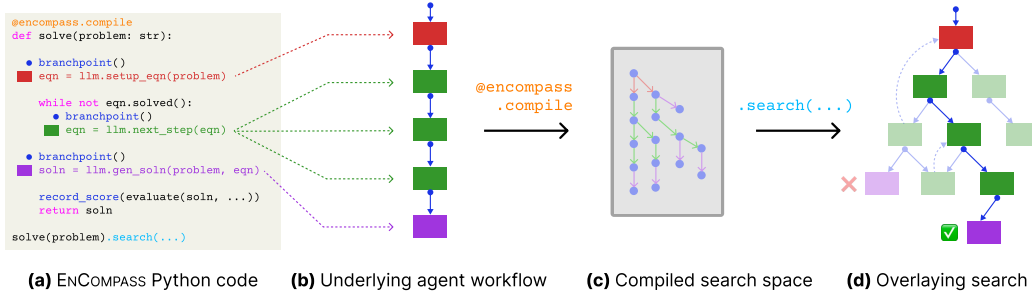 @encompass.compile
def solve(problem: str):
branchpoint()
eqn = llm.setup_eqn(problem)
while not eqn.solved():
branchpoint()
eqn = llm.next_step(eqn)
branchpoint()
soln = llm.gen_soln(problem, eqn)
record_score(evaluate(soln, ...))
return soln
solve(problem).search(...)
@encompass
.compile
.search(...)
(a) ENCOMPASS Python code
(b) Underlying agent workflow
(c) Compiled search space
(d) Overlaying search